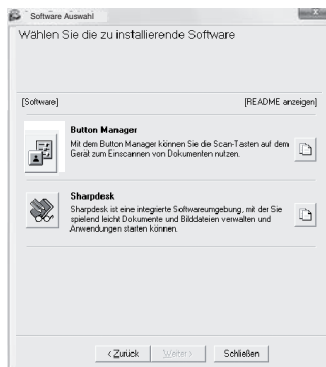 Software Auswahl
Wählen Sie die zu installierende Software
[Software] [README anzeigen]
Button Manager
Mit dem Button Manager können Sie die Scan-Tasten auf dem
Gerät zum Einscannen von Dokumenten nutzen.
Sharpdesk
Sharpdesk ist eine integrierte Softwareumgebung, mit der Sie
spielend leicht Dokumente und Bilddateien verwalten und
Anwendungen starten können.
< Zurück Weiter > Schließen